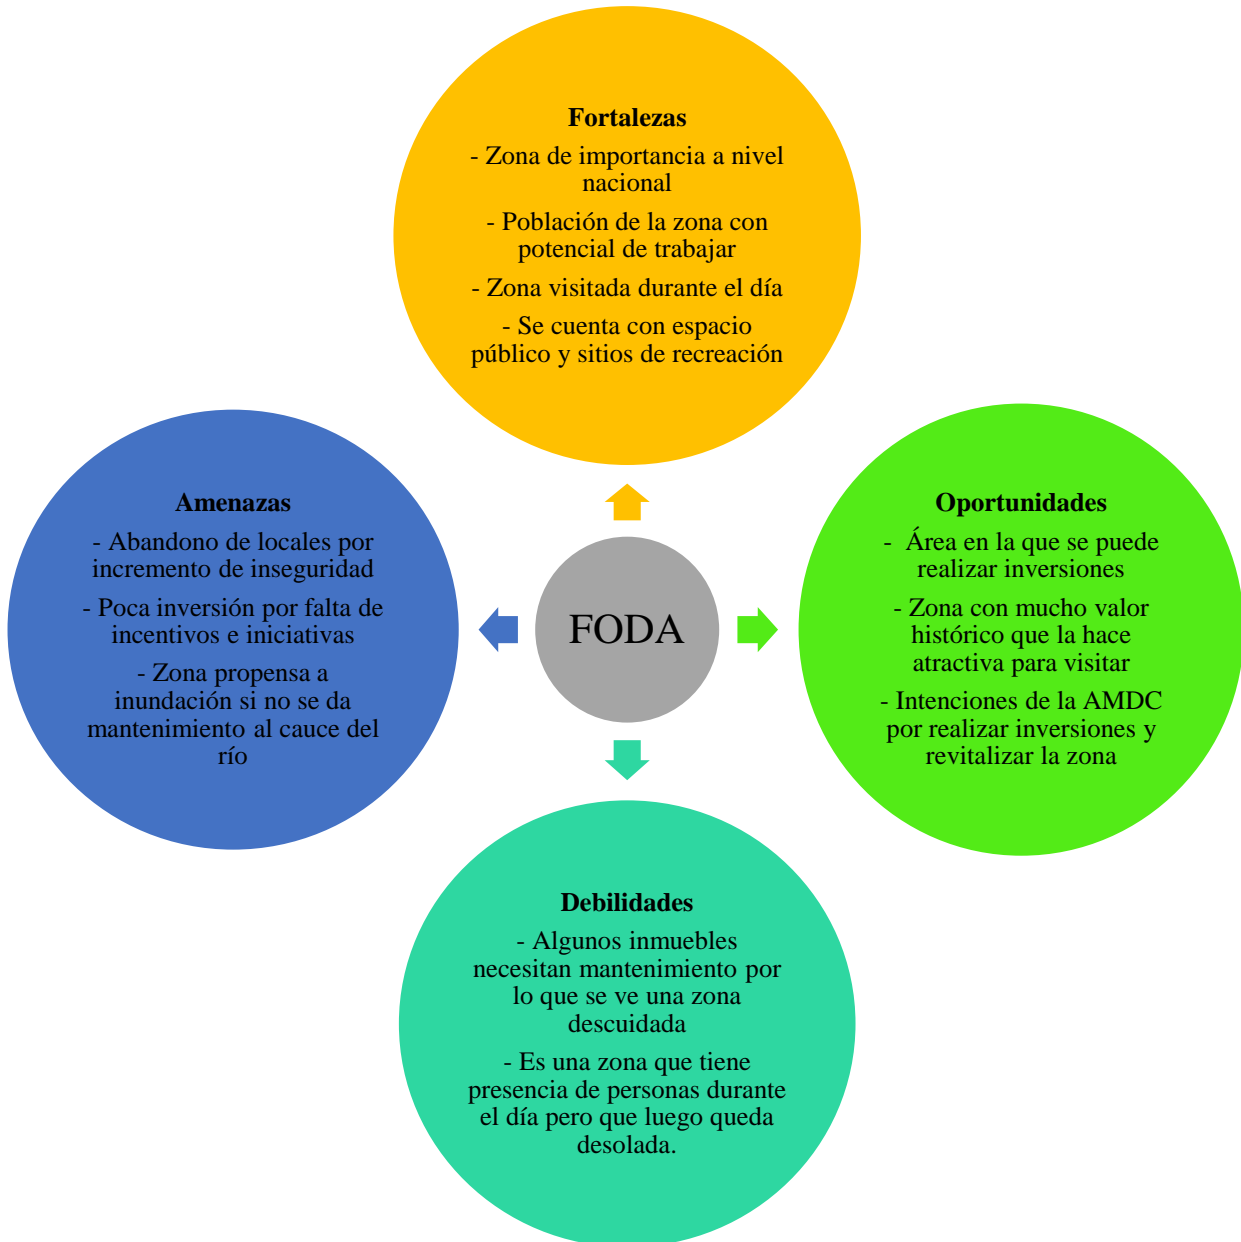 Fortalezas
- Zona de importancia a nivel
nacional
- Población de la zona con
potencial de trabajar
- Zona visitada durante el día
- Se cuenta con espacio
público y sitios de recreación
Amenazas
- Abandono de locales por
incremento de inseguridad
- Poca inversión por falta de
incentivos e iniciativas
- Zona propensa a
inundación si no se da
mantenimiento al cauce del
río
FODA
Oportunidades
- Área en la que se puede
realizar inversiones
- Zona con mucho valor
histórico que la hace
atractiva para visitar
- Intenciones de la AMDC
por realizar inversiones y
revitalizar la zona
Debilidades
- Algunos inmuebles
necesitan mantenimiento por
lo que se ve una zona
descuidada
- Es una zona que tiene
presencia de personas durante
el día pero que luego queda
desolada.